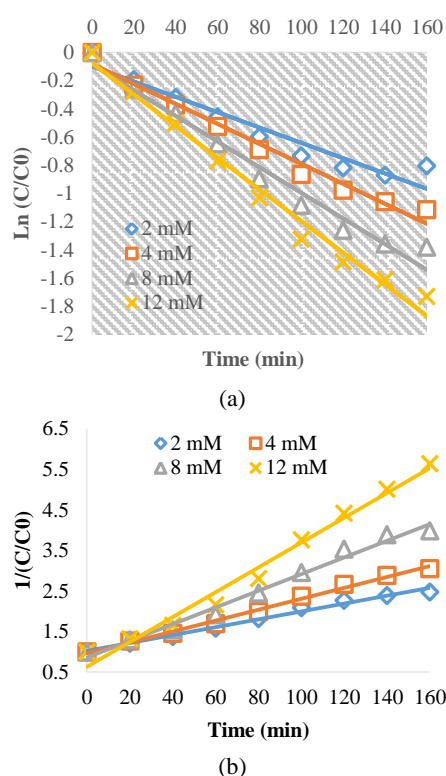 0 20 40 60 80 100 120 140 160
0
-0.2
-0.4
-0.6
-0.8
-1
-1.2
-1.4
-1.6
-1.8
-2
Ln (C/C0)
2 mM
4 mM
8 mM
12 mM
Time (min)
(a)
6.5
5.5
4.5
3.5
2.5
1.5
0.5
1/(C/C0)
2 mM 4 mM
8 mM 12 mM
0 20 40 60 80 100 120 140 160
Time (min)
(b)